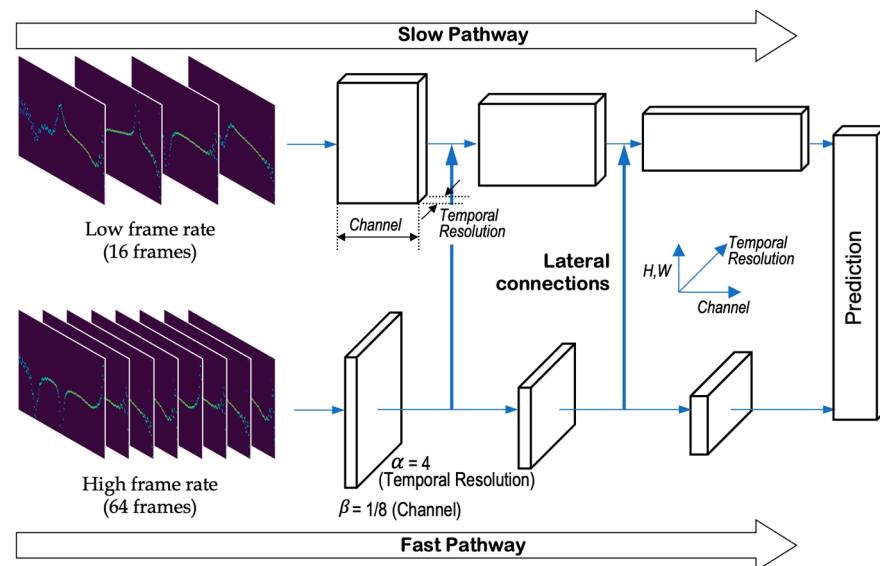 Slow Pathway
Low frame rate
(16 frames)
Channel
Temporal
Resolution
Lateral
connections
H,W
Temporal
Resolution
Channel
Prediction
High frame rate
(64 frames)
α = 4
(Temporal Resolution)
β = 1/8 (Channel)
Fast Pathway